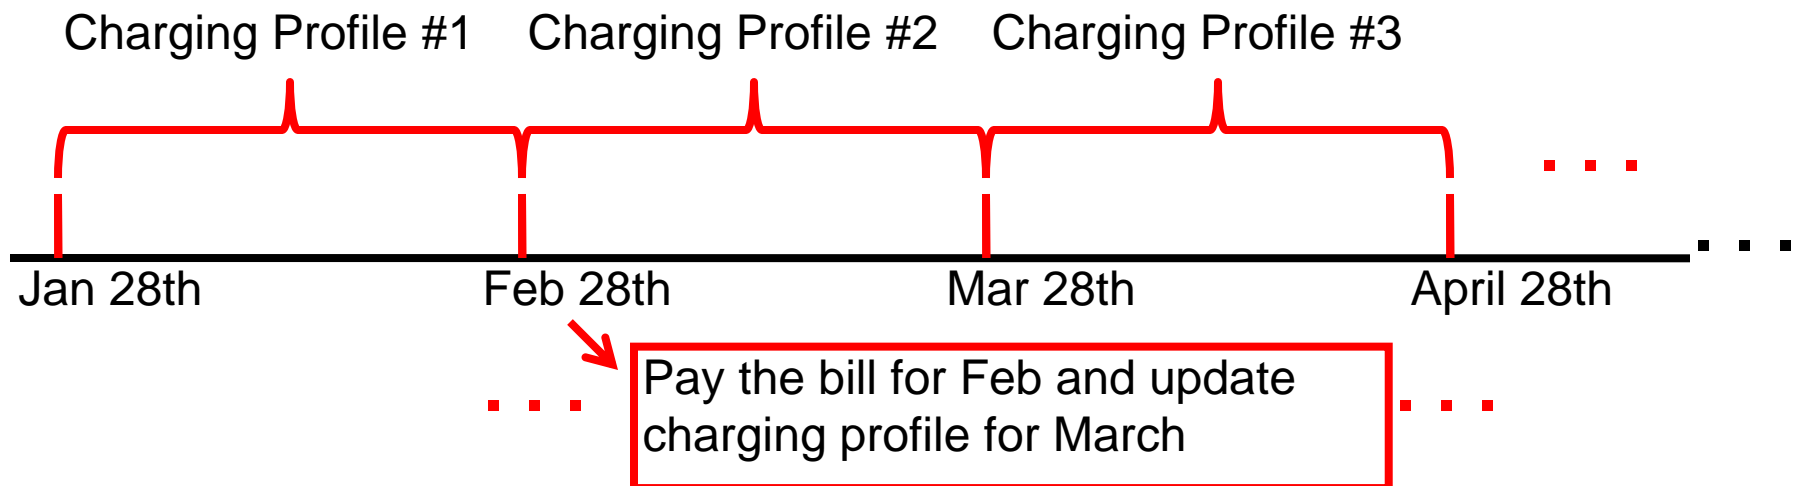 Charging Profile #1 Charging Profile #2 Charging Profile #3
Jan 28th Feb 28th Mar 28th April 28th
Pay the bill for Feb and update
charging profile for March